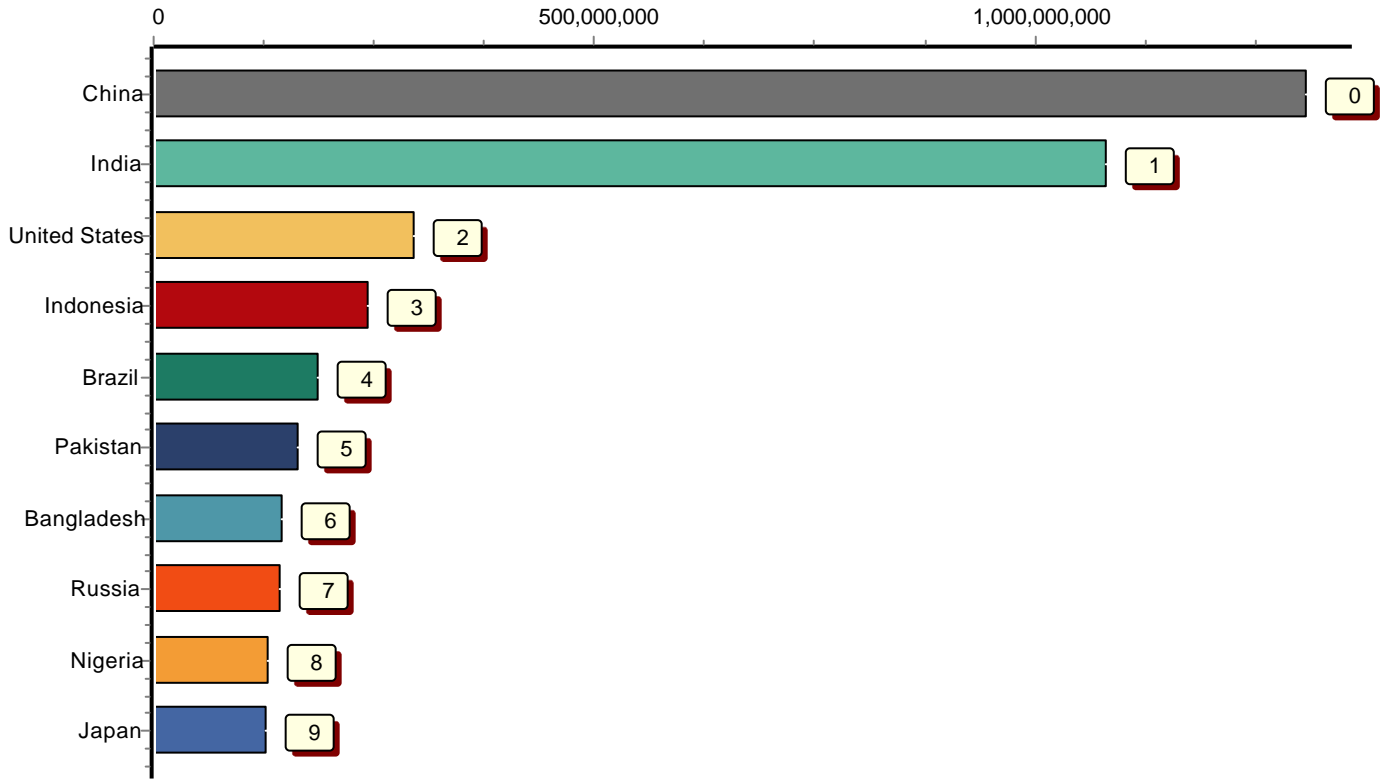 0 500,000,000 1,000,000,000
China 0
India 1
United States 2
Indonesia 3
Brazil 4
Pakistan 5
Bangladesh 6
Russia 7
Nigeria 8
Japan 9